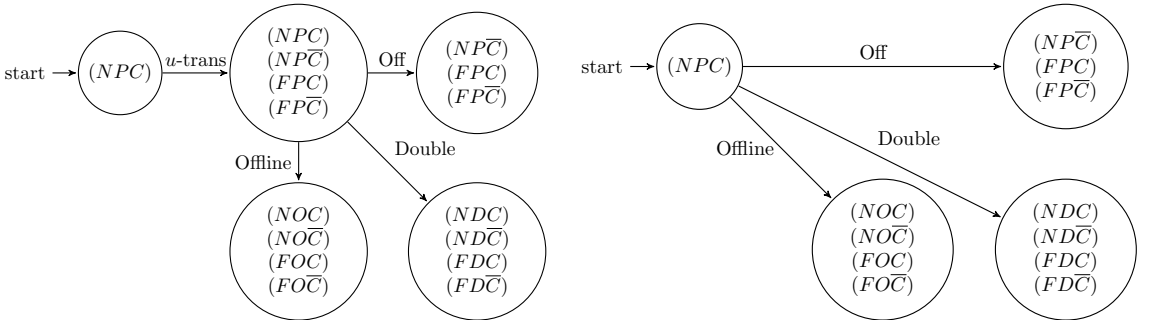 start
(NPC)
u-trans
(NPC)
(NPC̅)
(FPC)
(FPC̅)
Off
(NPC̅)
(FPC)
(FPC̅)
Offline
Double
(NOC)
(NOC̅)
(FOC)
(FOC̅)
(NDC)
(NDC̅)
(FDC)
(FDC̅)
start
(NPC)
Off
(NPC̅)
(FPC)
(FPC̅)
Offline
Double
(NOC)
(NOC̅)
(FOC)
(FOC̅)
(NDC)
(NDC̅)
(FDC)
(FDC̅)